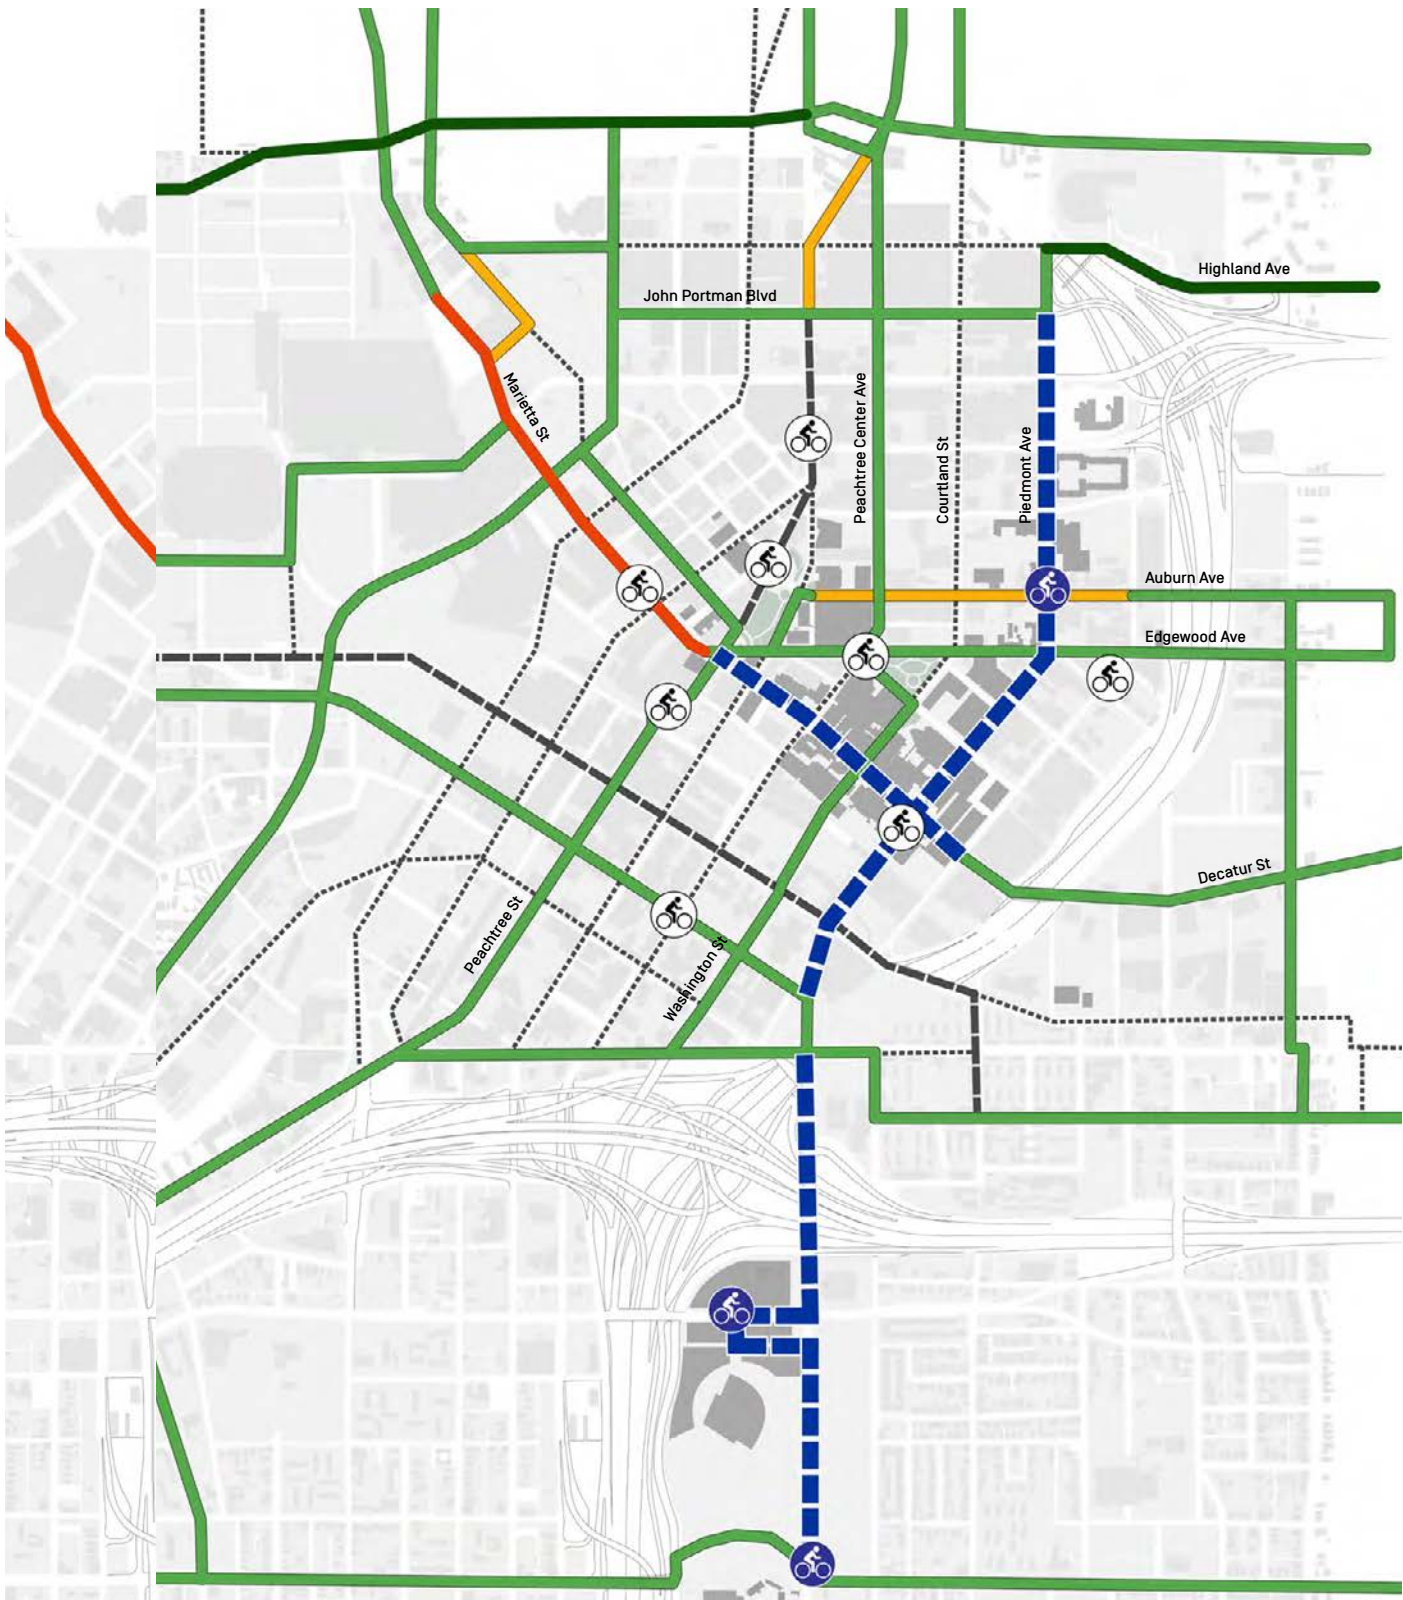 Highland Ave
John Portman Blvd
Marietta St
Peachtree Center Ave
Courtland St
Piedmont Ave
Auburn Ave
Edgewood Ave
Decatur St
Peachtree St
Washington St